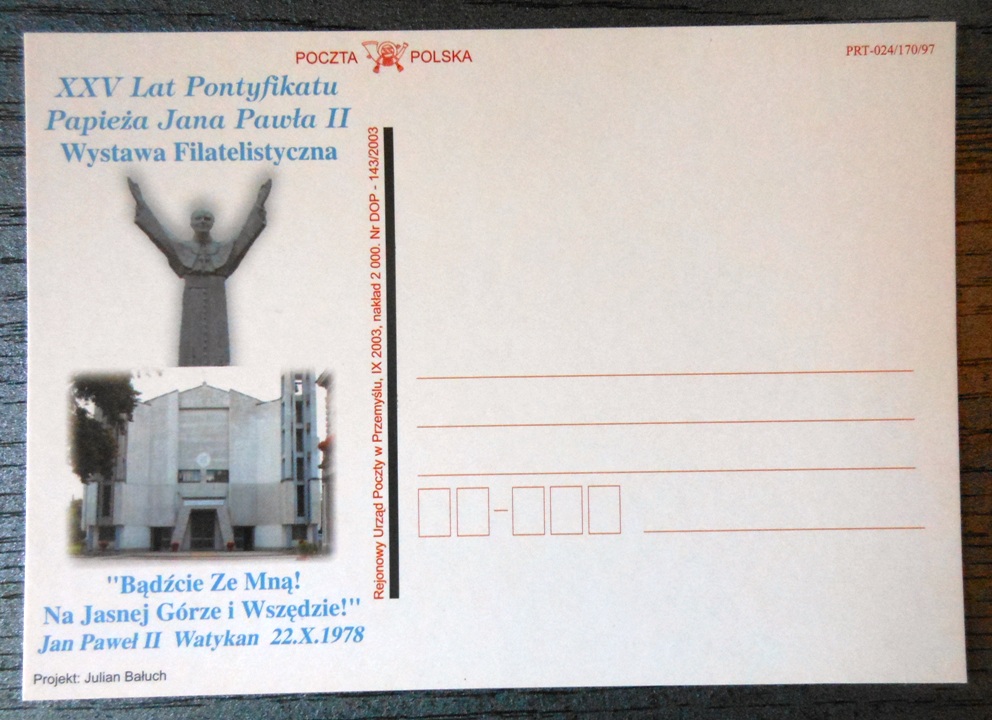 POCZTA POLSKA
PRT-024/170/97
XXV Lat Pontyfikatu
Papieża Jana Pawła II
Wystawa Filatelistyczna
Rejonowy Urząd Poczty w Przemyślu, IX 2003, nakład 2 000. Nr DOP - 143/2003
"Bądźcie Ze Mną!
Na Jasnej Górze i Wszędzie!"
Jan Paweł II Watykan 22.X.1978
Projekt: Julian Bałuch